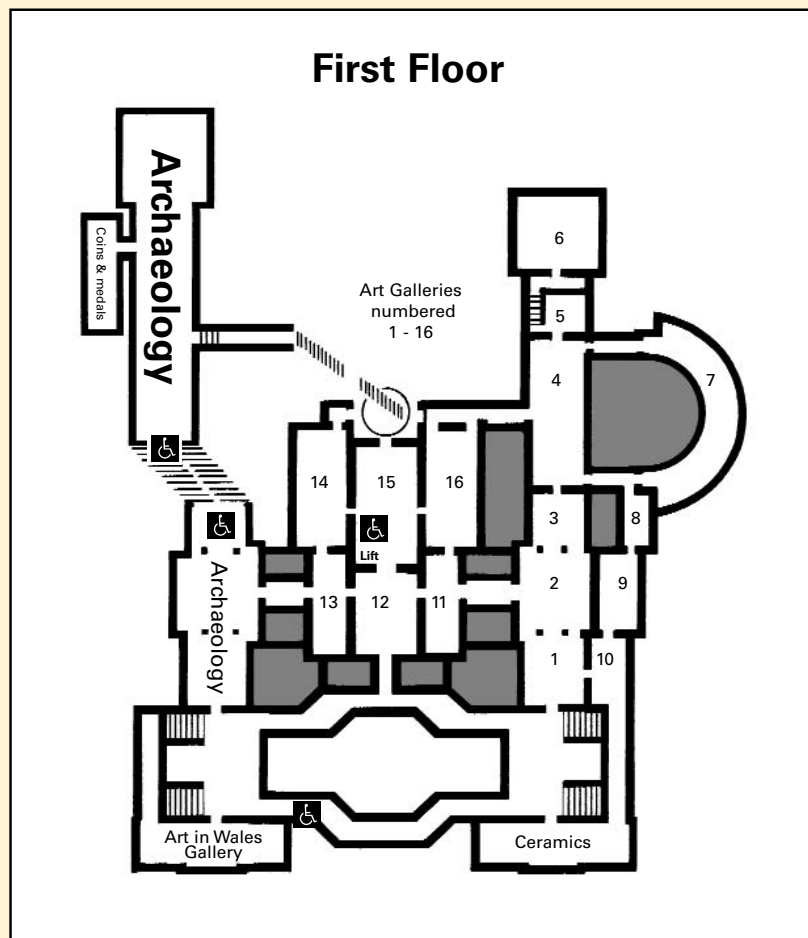 First Floor
Archaeology
Coins & medals
Art Galleries
numbered
1 - 16
6
5
4
7
14
15
16
3
8
Lift
Archaeology
13
12
11
2
9
1
10
Art in Wales
Gallery
Ceramics